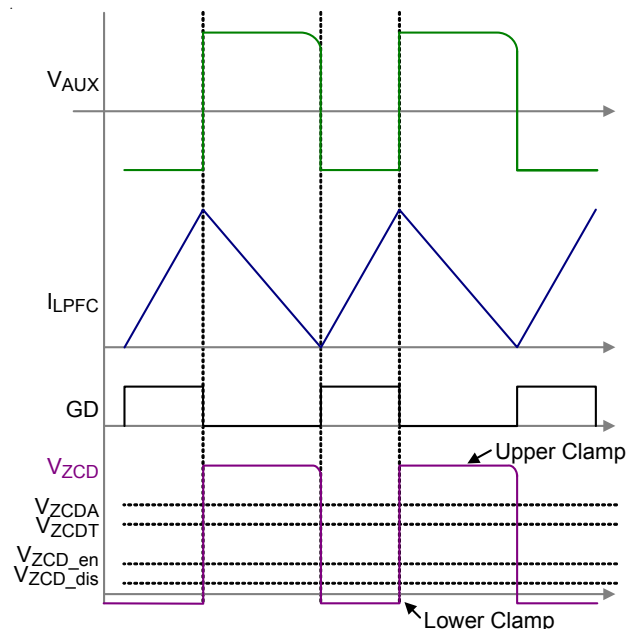 VAUX
ILPFC
GD
VZCD
Upper Clamp
VZCDA
VZCDT
VZCD_en
VZCD_dis
Lower Clamp